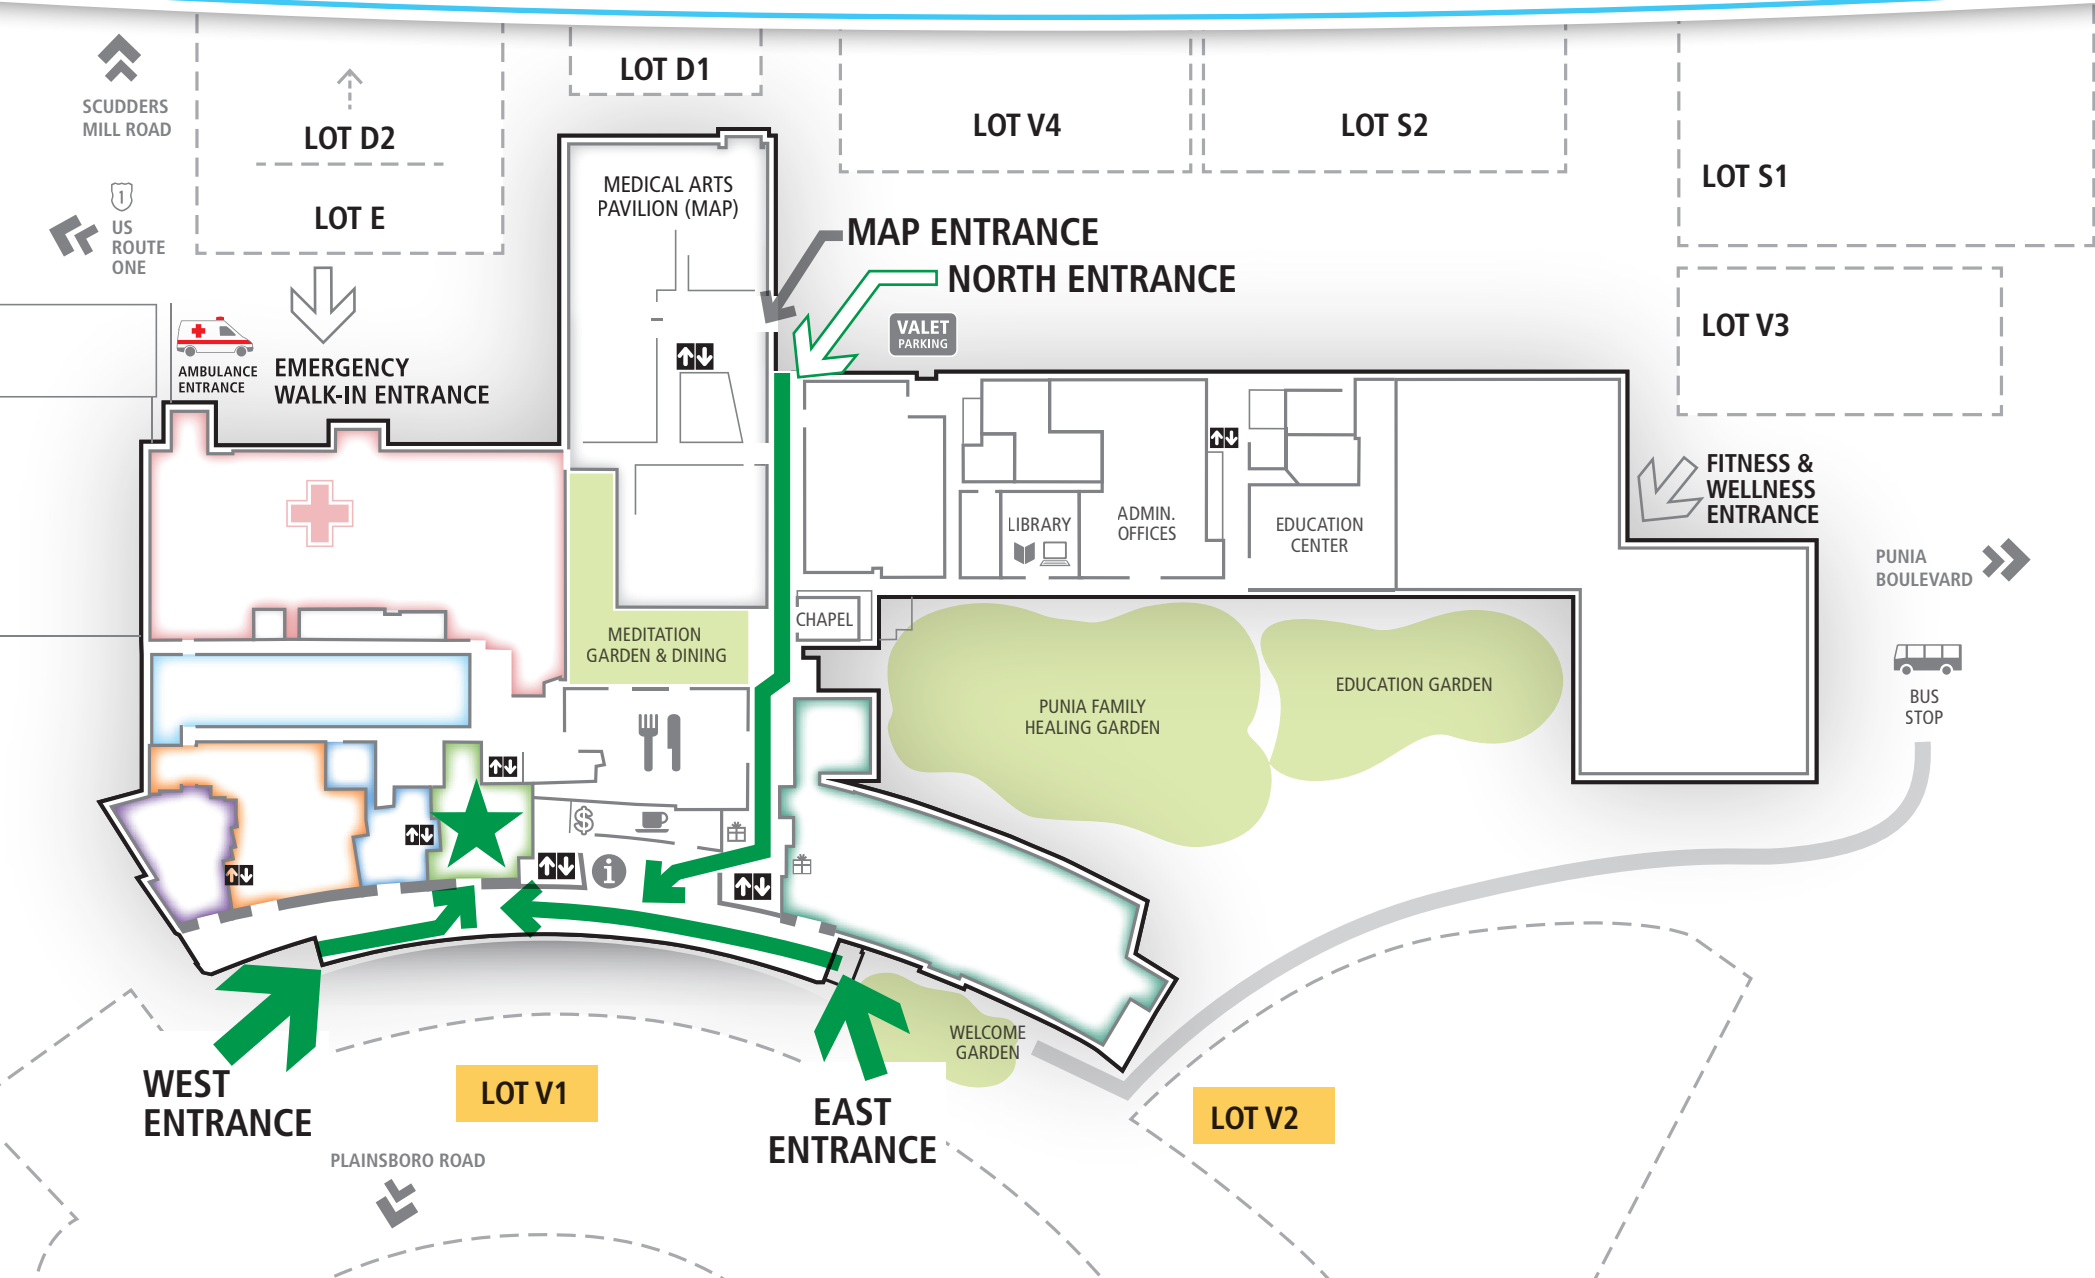 LOT D1
SCUDDERS
MILL ROAD
LOT D2
LOT V4
LOT S2
LOT S1
1
US
ROUTE
ONE
LOT E
MEDICAL ARTS
PAVILION (MAP)
MAP ENTRANCE
NORTH ENTRANCE
VALET
PARKING
LOT V3
AMBULANCE
ENTRANCE
EMERGENCY
WALK-IN ENTRANCE
FITNESS &
WELLNESS
ENTRANCE
LIBRARY
ADMIN.
OFFICES
EDUCATION
CENTER
PUNIA
BOULEVARD
CHAPEL
MEDITATION
GARDEN & DINING
PUNIA FAMILY
HEALING GARDEN
EDUCATION GARDEN
BUS
STOP
$
i
WELCOME
GARDEN
WEST
ENTRANCE
LOT V1
EAST
ENTRANCE
LOT V2
PLAINSBORO ROAD